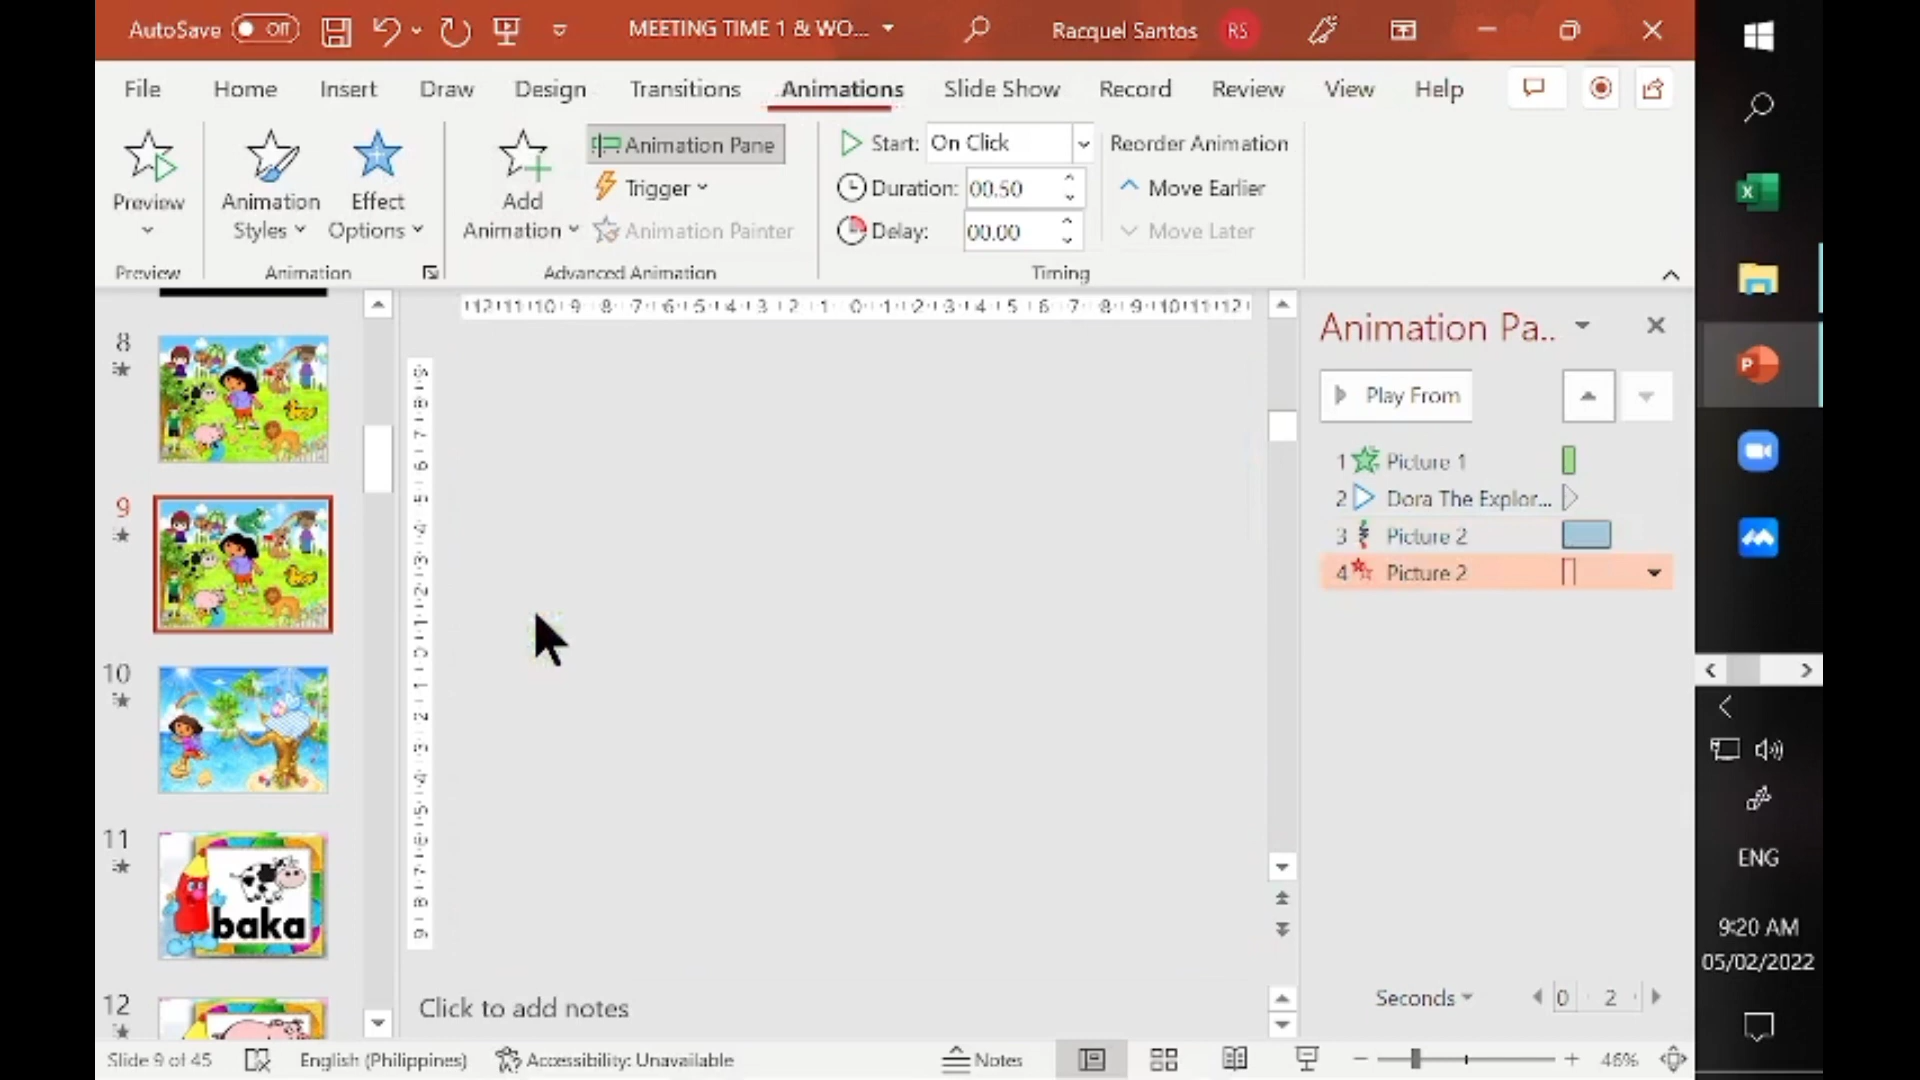 AutoSave Off MEETING TIME 1 & WO... Racquel Santos RS
File Home Insert Draw Design Transitions Animations Slide Show Record Review View Help
Preview
Animation Styles
Effect Options
Add Animation
Animation Pane
Trigger
Animation Painter
Start: On Click
Duration: 00.50
Delay: 00.00
Reorder Animation
Move Earlier
Move Later
Preview Animation Advanced Animation Timing
8
9
10
11
baka
12
Animation Pa..
Play From
1 Picture 1
2 Dora The Explor...
3 Picture 2
4 Picture 2
Seconds 0 2
Click to add notes
Slide 9 of 45 English (Philippines) Accessibility: Unavailable Notes 46%
ENG
9:20 AM
05/02/2022